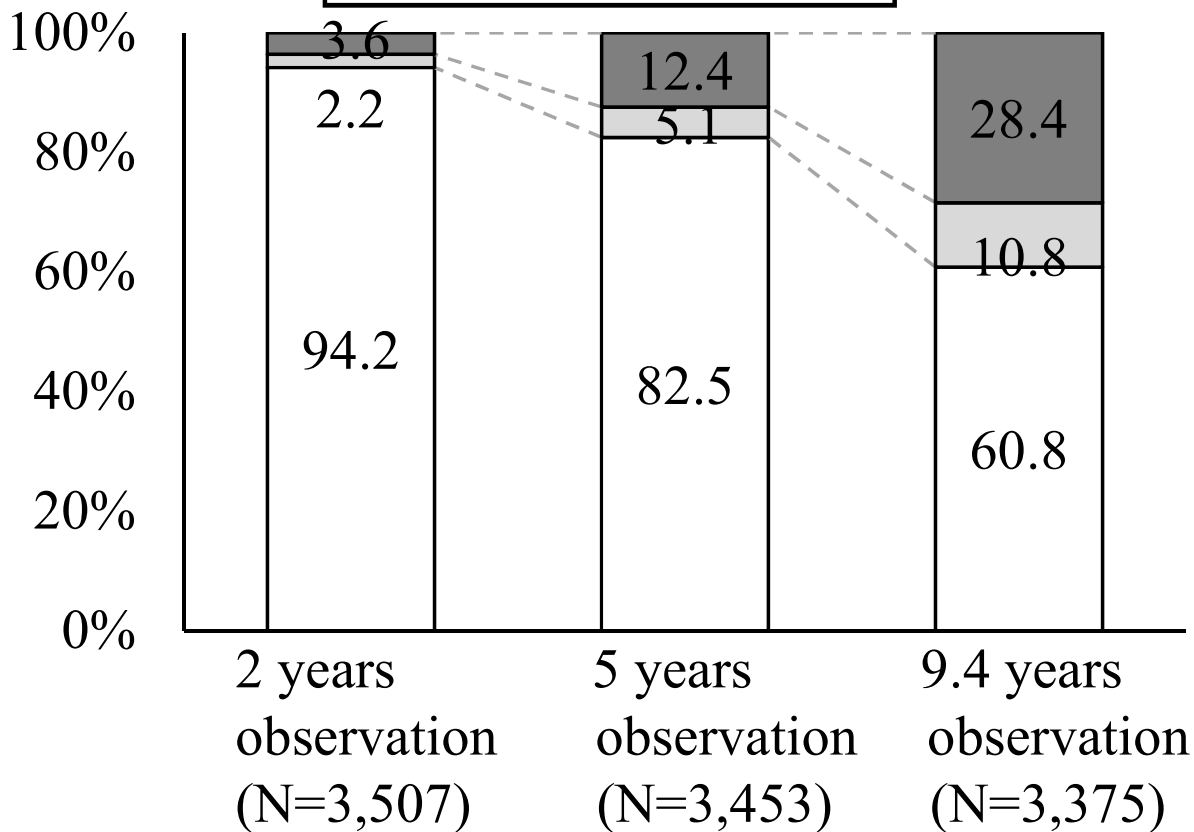 100%
80%
60%
40%
20%
0%
3.6
2.2
94.2
12.4
5.1
82.5
28.4
10.8
60.8
2 years
observation
(N=3,507)
5 years
observation
(N=3,453)
9.4 years
observation
(N=3,375)